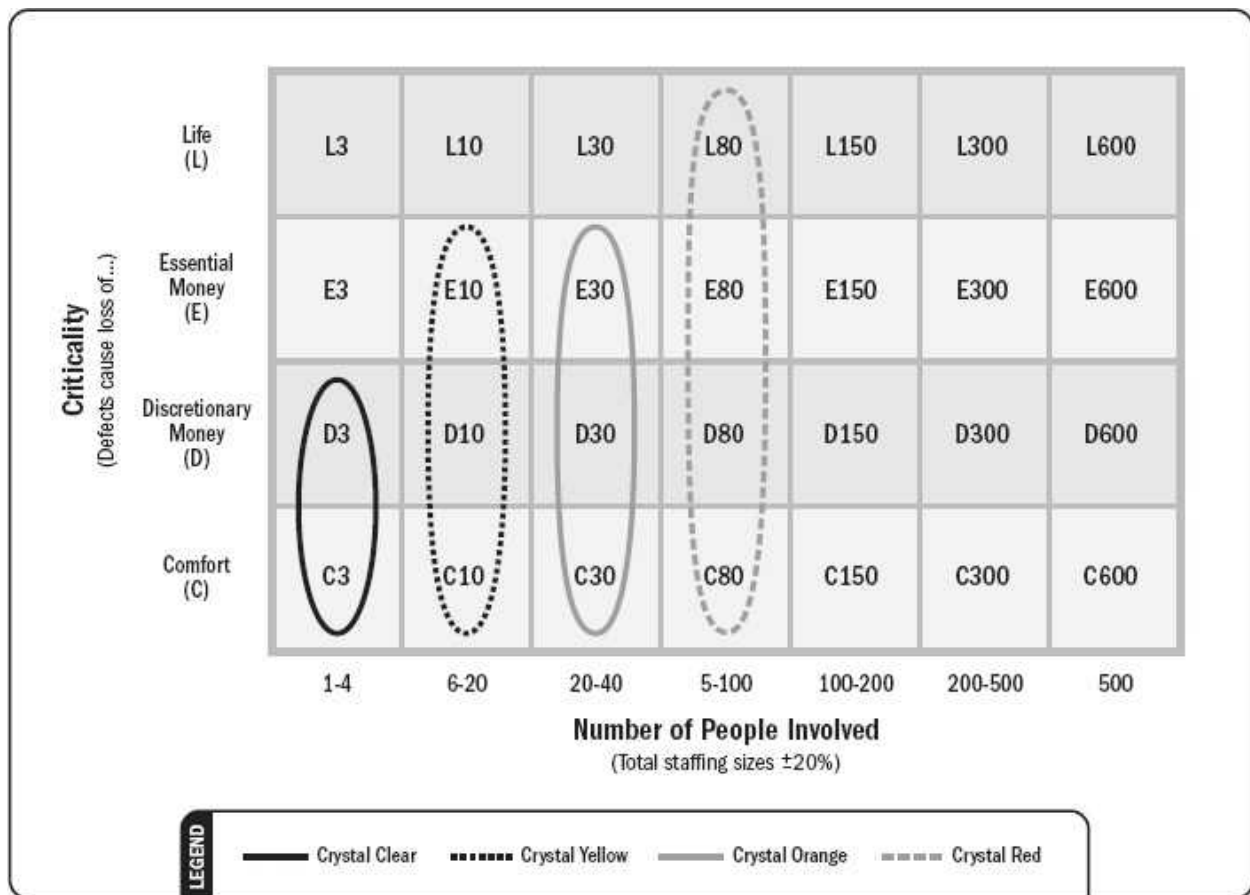 Life
(L)
L3 L10 L30 L80 L150 L300 L600
Essential
Money
(E)
E3 E10 E30 E80 E150 E300 E600
Criticality
(Defects cause loss of...)
Discretionary
Money
(D)
D3 D10 D30 D80 D150 D300 D600
Comfort
(C)
C3 C10 C30 C80 C150 C300 C600
1-4 6-20 20-40 5-100 100-200 200-500 500
Number of People Involved
(Total staffing sizes ±20%)
LEGEND
Crystal Clear Crystal Yellow Crystal Orange Crystal Red